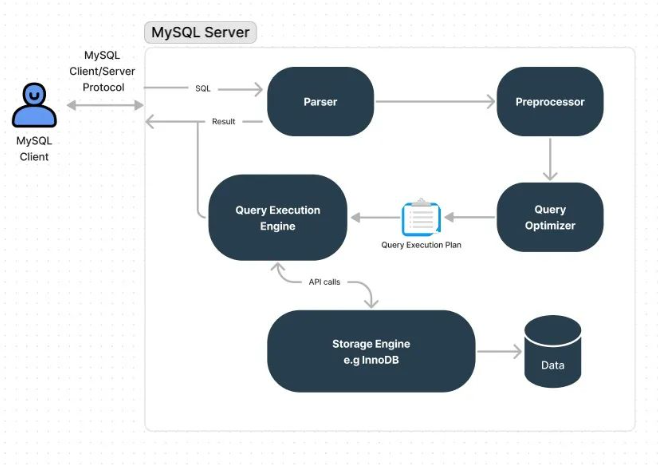 MySQL Server
MySQL
Client/Server
Protocol
MySQL
Client
SQL
Parser
Preprocessor
Result
Query Execution
Engine
Query Execution Plan
Query
Optimizer
API calls
Storage Engine
e.g InnoDB
Data